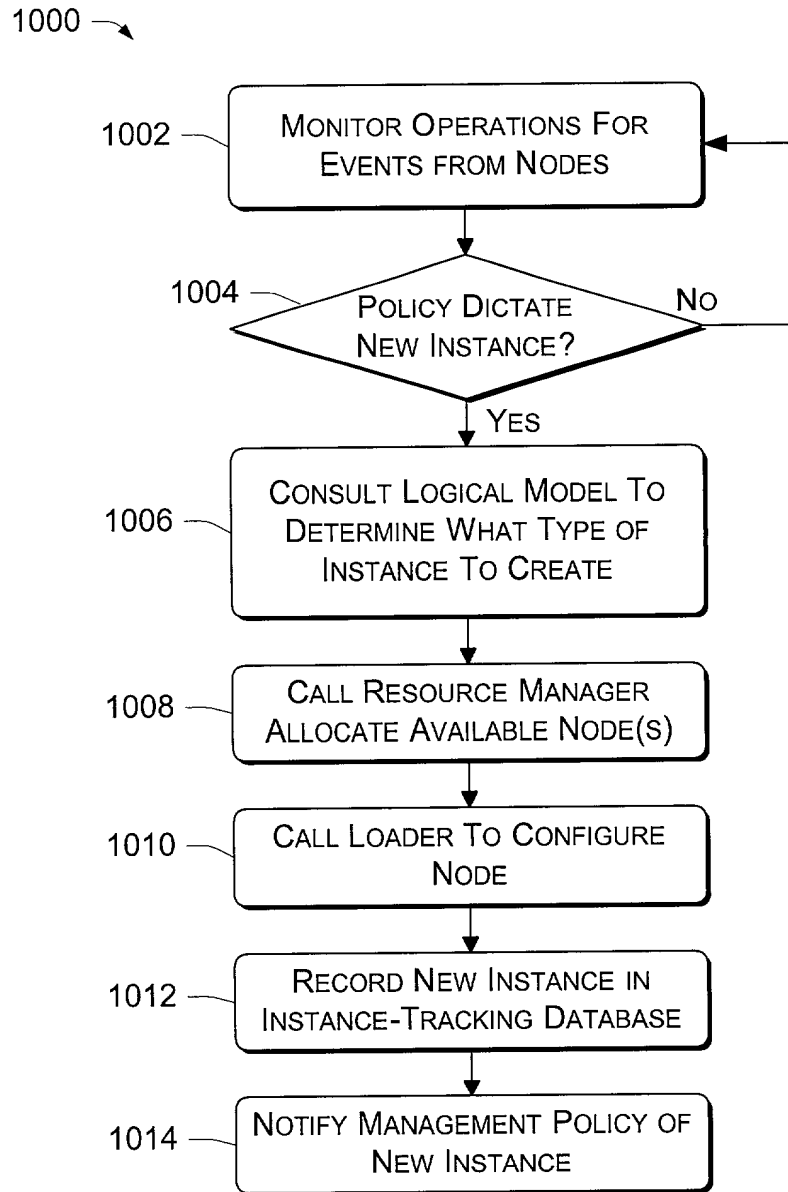 1000
1002
MONITOR OPERATIONS FOR
EVENTS FROM NODES
1004
POLICY DICTATE
NEW INSTANCE?
NO
YES
1006
CONSULT LOGICAL MODEL TO
DETERMINE WHAT TYPE OF
INSTANCE TO CREATE
1008
CALL RESOURCE MANAGER
ALLOCATE AVAILABLE NODE(S)
1010
CALL LOADER TO CONFIGURE
NODE
1012
RECORD NEW INSTANCE IN
INSTANCE-TRACKING DATABASE
1014
NOTIFY MANAGEMENT POLICY OF
NEW INSTANCE